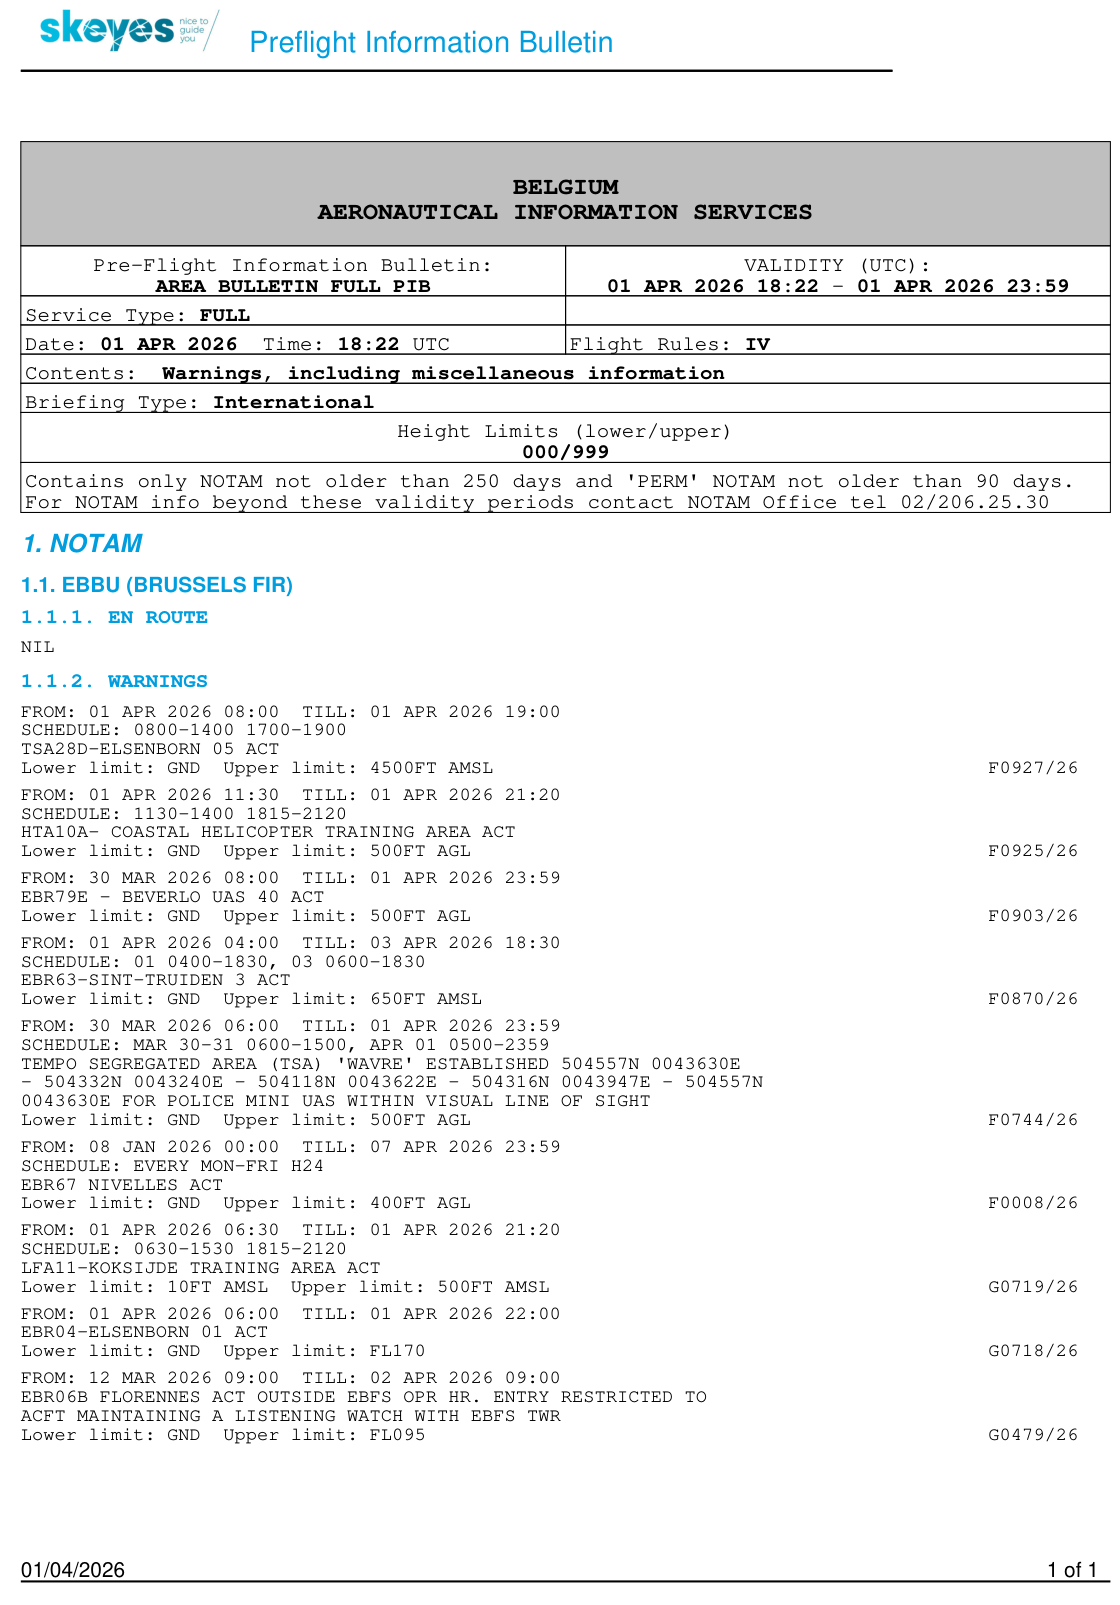 skeyes nice to guide you
Preflight Information Bulletin
BELGIUM
AERONAUTICAL INFORMATION SERVICES
Pre-Flight Information Bulletin:
AREA BULLETIN FULL PIB
VALIDITY (UTC):
01 APR 2026 18:22 - 01 APR 2026 23:59
Service Type: FULL
Date: 01 APR 2026  Time: 18:22 UTC
Flight Rules: IV
Contents:  Warnings, including miscellaneous information
Briefing Type: International
Height Limits (lower/upper)
000/999
Contains only NOTAM not older than 250 days and 'PERM' NOTAM not older than 90 days.
For NOTAM info beyond these validity periods contact NOTAM Office tel 02/206.25.30
1. NOTAM
1.1. EBBU (BRUSSELS FIR)
1.1.1. EN ROUTE
NIL
1.1.2. WARNINGS
FROM: 01 APR 2026 08:00  TILL: 01 APR 2026 19:00
SCHEDULE: 0800-1400 1700-1900
TSA28D-ELSENBORN 05 ACT
Lower limit: GND  Upper limit: 4500FT AMSL F0927/26
FROM: 01 APR 2026 11:30  TILL: 01 APR 2026 21:20
SCHEDULE: 1130-1400 1815-2120
HTA10A- COASTAL HELICOPTER TRAINING AREA ACT
Lower limit: GND  Upper limit: 500FT AGL F0925/26
FROM: 30 MAR 2026 08:00  TILL: 01 APR 2026 23:59
EBR79E - BEVERLO UAS 40 ACT
Lower limit: GND  Upper limit: 500FT AGL F0903/26
FROM: 01 APR 2026 04:00  TILL: 03 APR 2026 18:30
SCHEDULE: 01 0400-1830, 03 0600-1830
EBR63-SINT-TRUIDEN 3 ACT
Lower limit: GND  Upper limit: 650FT AMSL F0870/26
FROM: 30 MAR 2026 06:00  TILL: 01 APR 2026 23:59
SCHEDULE: MAR 30-31 0600-1500, APR 01 0500-2359
TEMPO SEGREGATED AREA (TSA) 'WAVRE' ESTABLISHED 504557N 0043630E
- 504332N 0043240E - 504118N 0043622E - 504316N 0043947E - 504557N
0043630E FOR POLICE MINI UAS WITHIN VISUAL LINE OF SIGHT
Lower limit: GND  Upper limit: 500FT AGL F0744/26
FROM: 08 JAN 2026 00:00  TILL: 07 APR 2026 23:59
SCHEDULE: EVERY MON-FRI H24
EBR67 NIVELLES ACT
Lower limit: GND  Upper limit: 400FT AGL F0008/26
FROM: 01 APR 2026 06:30  TILL: 01 APR 2026 21:20
SCHEDULE: 0630-1530 1815-2120
LFA11-KOKSIJDE TRAINING AREA ACT
Lower limit: 10FT AMSL  Upper limit: 500FT AMSL G0719/26
FROM: 01 APR 2026 06:00  TILL: 01 APR 2026 22:00
EBR04-ELSENBORN 01 ACT
Lower limit: GND  Upper limit: FL170 G0718/26
FROM: 12 MAR 2026 09:00  TILL: 02 APR 2026 09:00
EBR06B FLORENNES ACT OUTSIDE EBFS OPR HR. ENTRY RESTRICTED TO
ACFT MAINTAINING A LISTENING WATCH WITH EBFS TWR
Lower limit: GND  Upper limit: FL095 G0479/26
01/04/2026 1 of 1